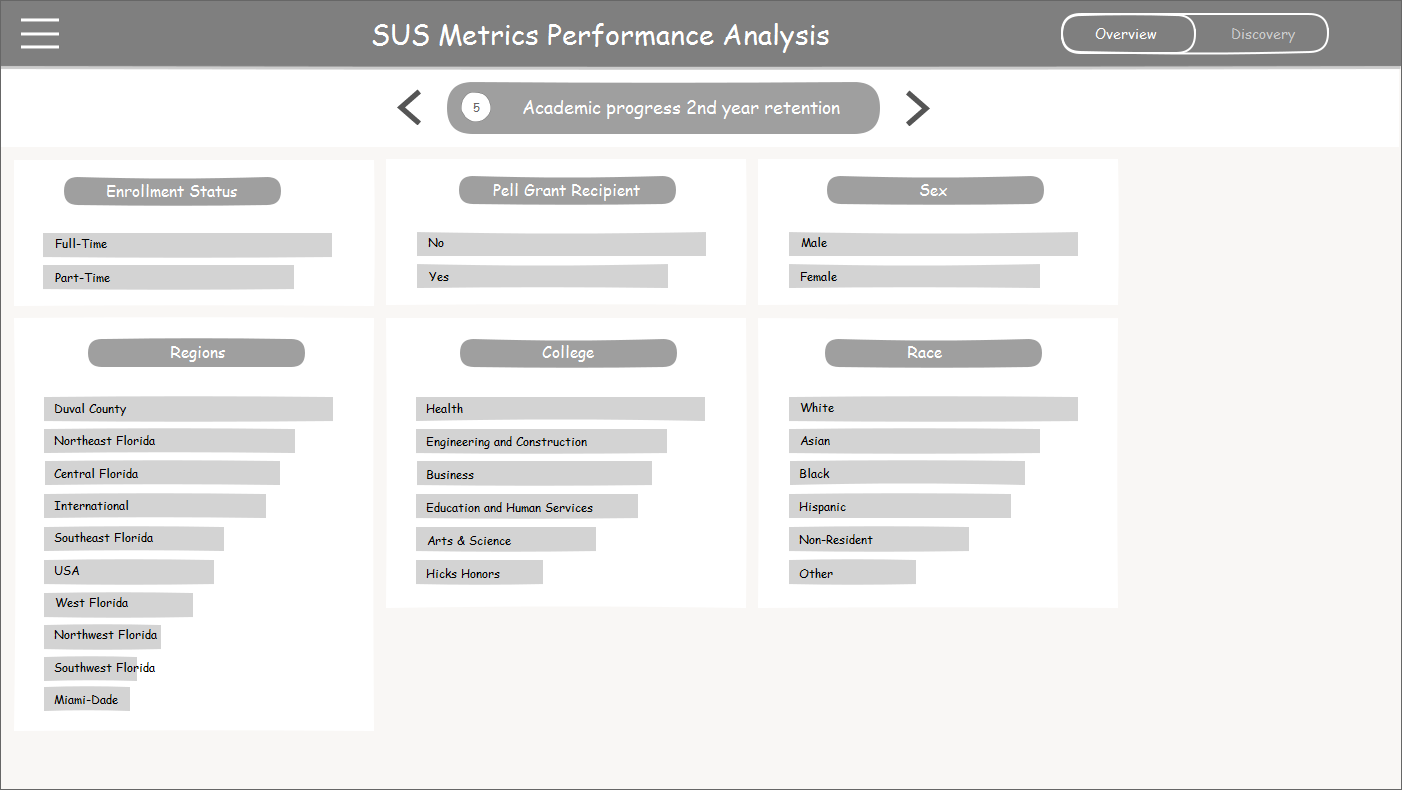 SUS Metrics Performance Analysis
Overview
Discovery
5
Academic progress 2nd year retention
Enrollment Status
Full-Time
Part-Time
Pell Grant Recipient
No
Yes
Sex
Male
Female
Regions
Duval County
Northeast Florida
Central Florida
International
Southeast Florida
USA
West Florida
Northwest Florida
Southwest Florida
Miami-Dade
College
Health
Engineering and Construction
Business
Education and Human Services
Arts & Science
Hicks Honors
Race
White
Asian
Black
Hispanic
Non-Resident
Other